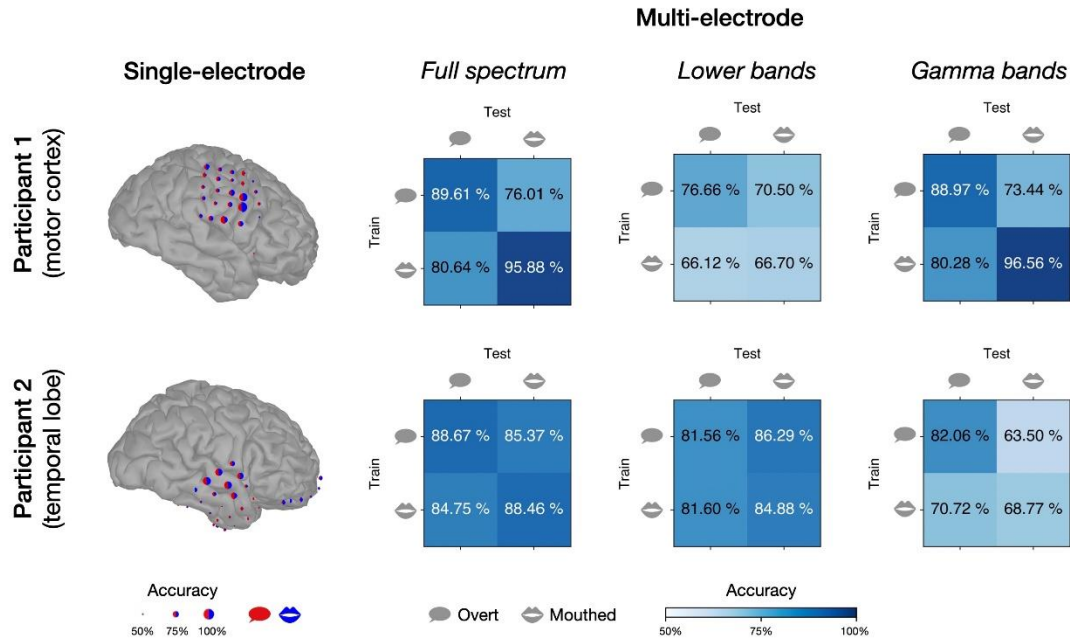 Multi-electrode
Single-electrode
Full spectrum
Lower bands
Gamma bands
Participant 1
(motor cortex)
Test
Train
89.61 % 76.01 %
80.64 % 95.88 %
Test
Train
76.66 % 70.50 %
66.12 % 66.70 %
Test
Train
88.97 % 73.44 %
80.28 % 96.56 %
Participant 2
(temporal lobe)
Test
Train
88.67 % 85.37 %
84.75 % 88.46 %
Test
Train
81.56 % 86.29 %
81.60 % 84.88 %
Test
Train
82.06 % 63.50 %
70.72 % 68.77 %
Accuracy
50% 75% 100%
Overt
Mouthed
Accuracy
50% 75% 100%